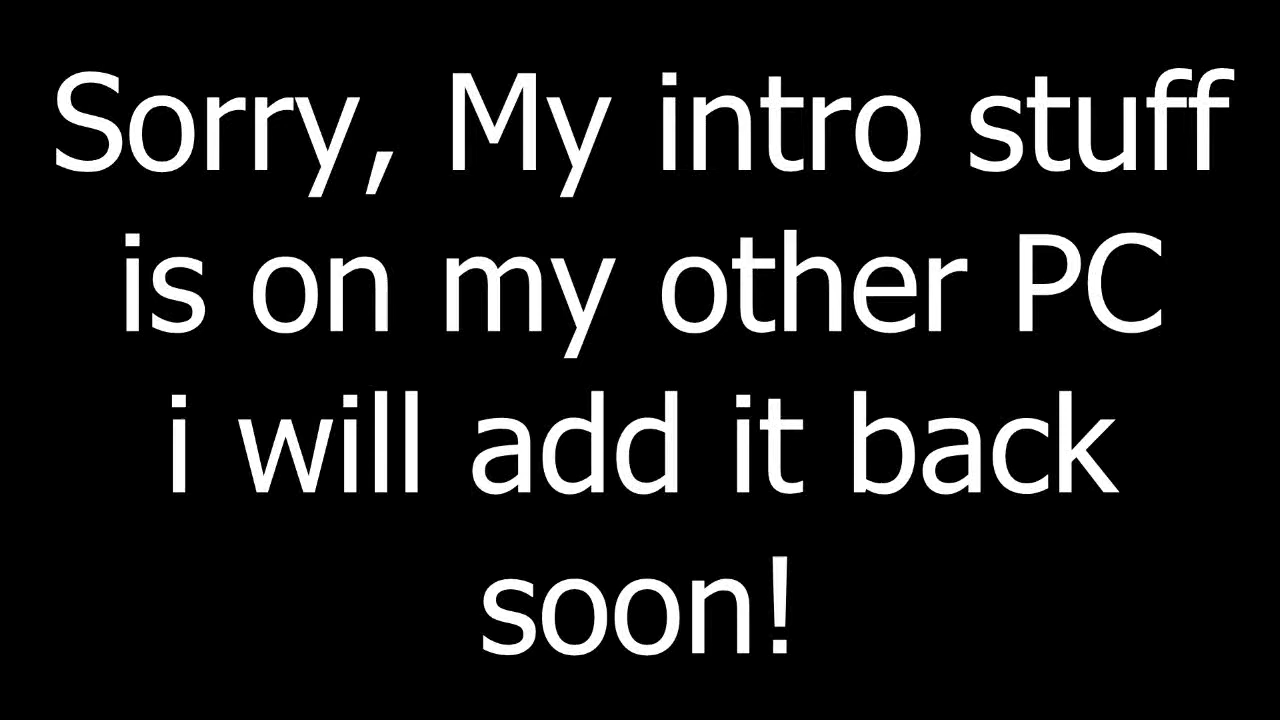 Sorry, My intro stuff
is on my other PC
i will add it back
soon!